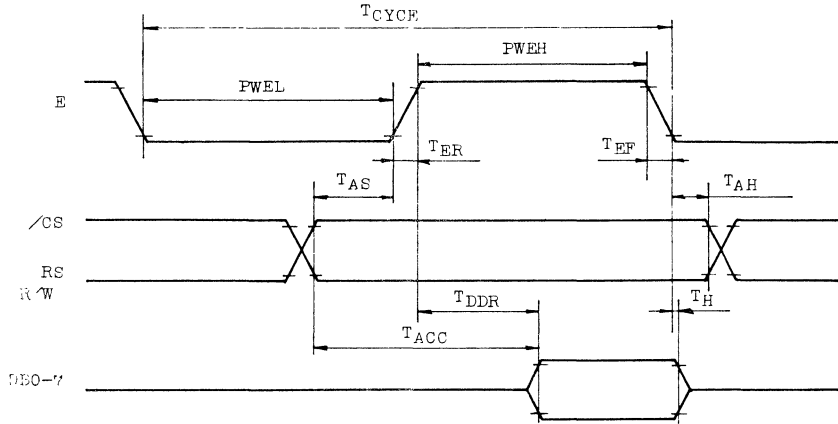 TCYCE
PWEH
PWEL
E
TER
TEF
TAS
TAH
/CS
RS
R/W
TDDR
TH
TACC
DB0-7